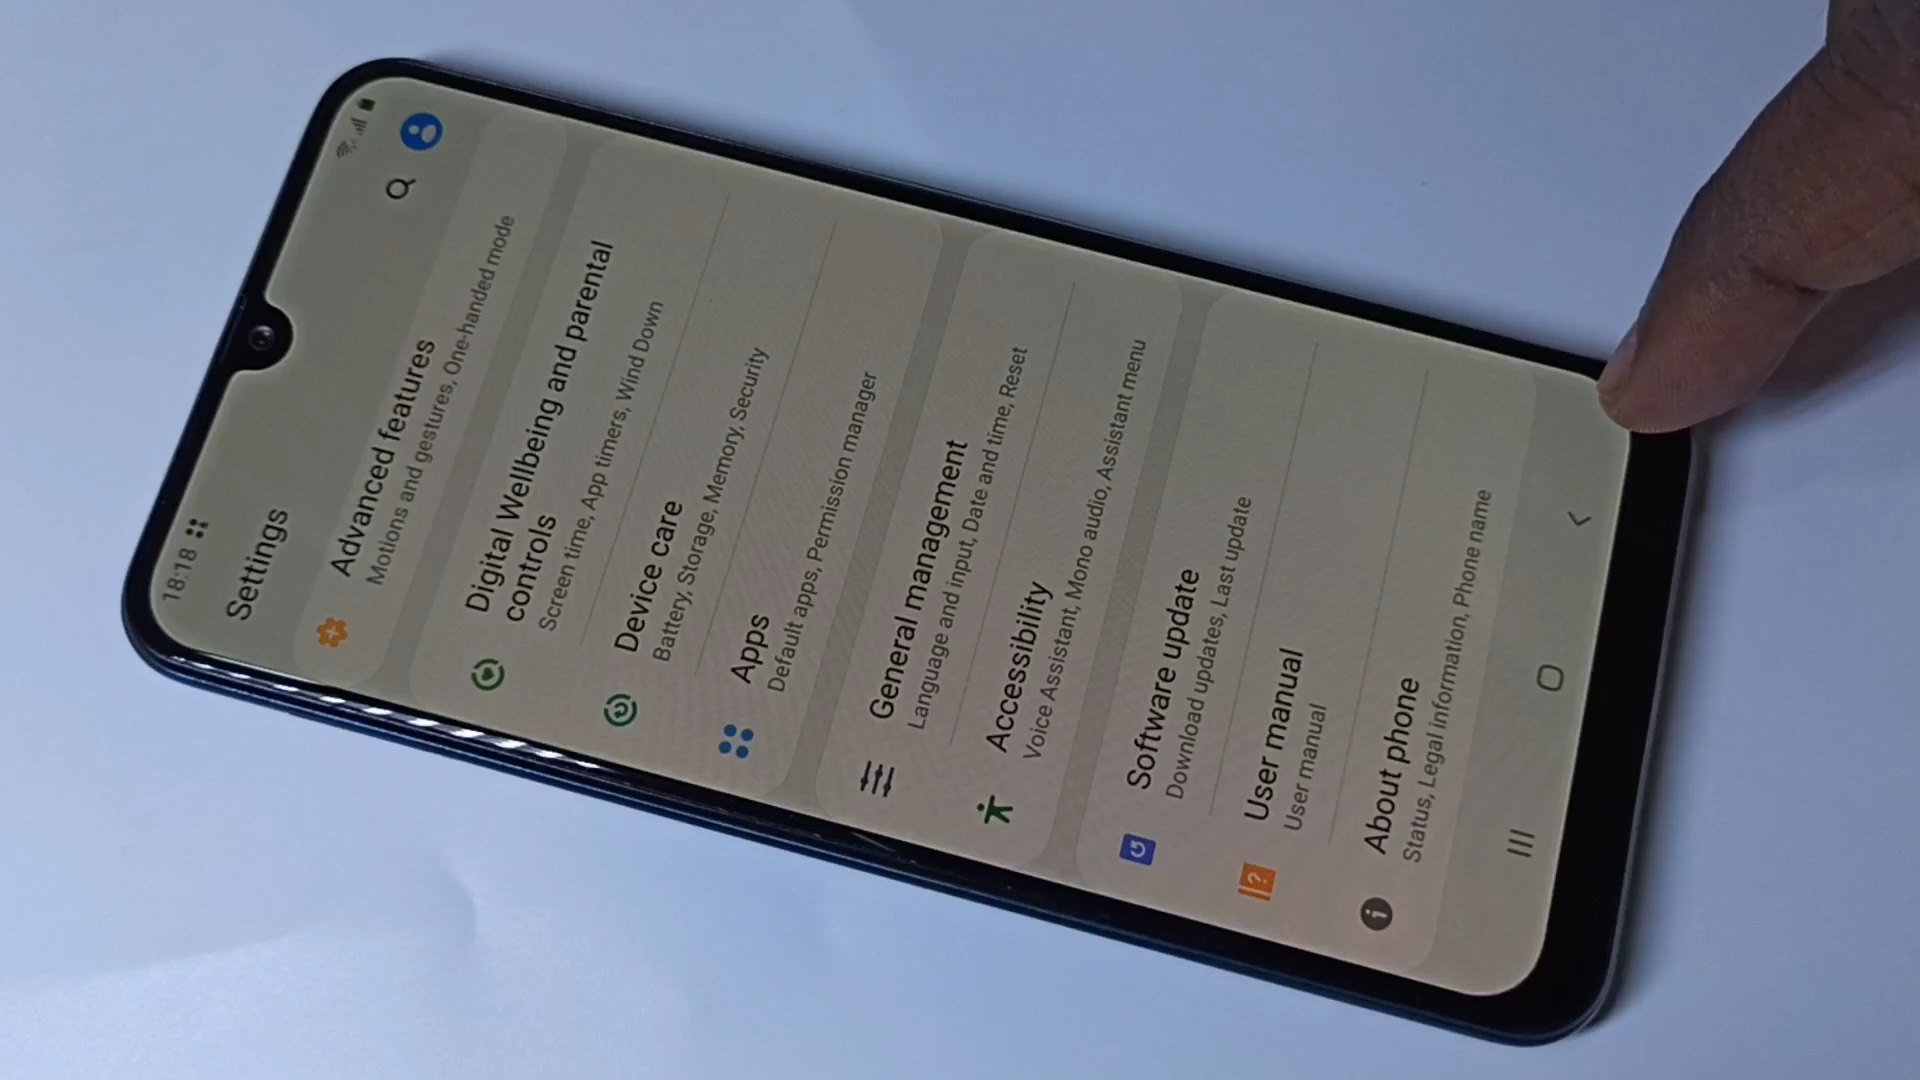 18:18
Settings
Advanced features
Motions and gestures, One-handed mode
Digital Wellbeing and parental
controls
Screen time, App timers, Wind Down
Device care
Battery, Storage, Memory, Security
Apps
Default apps, Permission manager
General management
Language and input, Date and time, Reset
Accessibility
Voice Assistant, Mono audio, Assistant menu
Software update
Download updates, Last update
User manual
User manual
About phone
Status, Legal information, Phone name